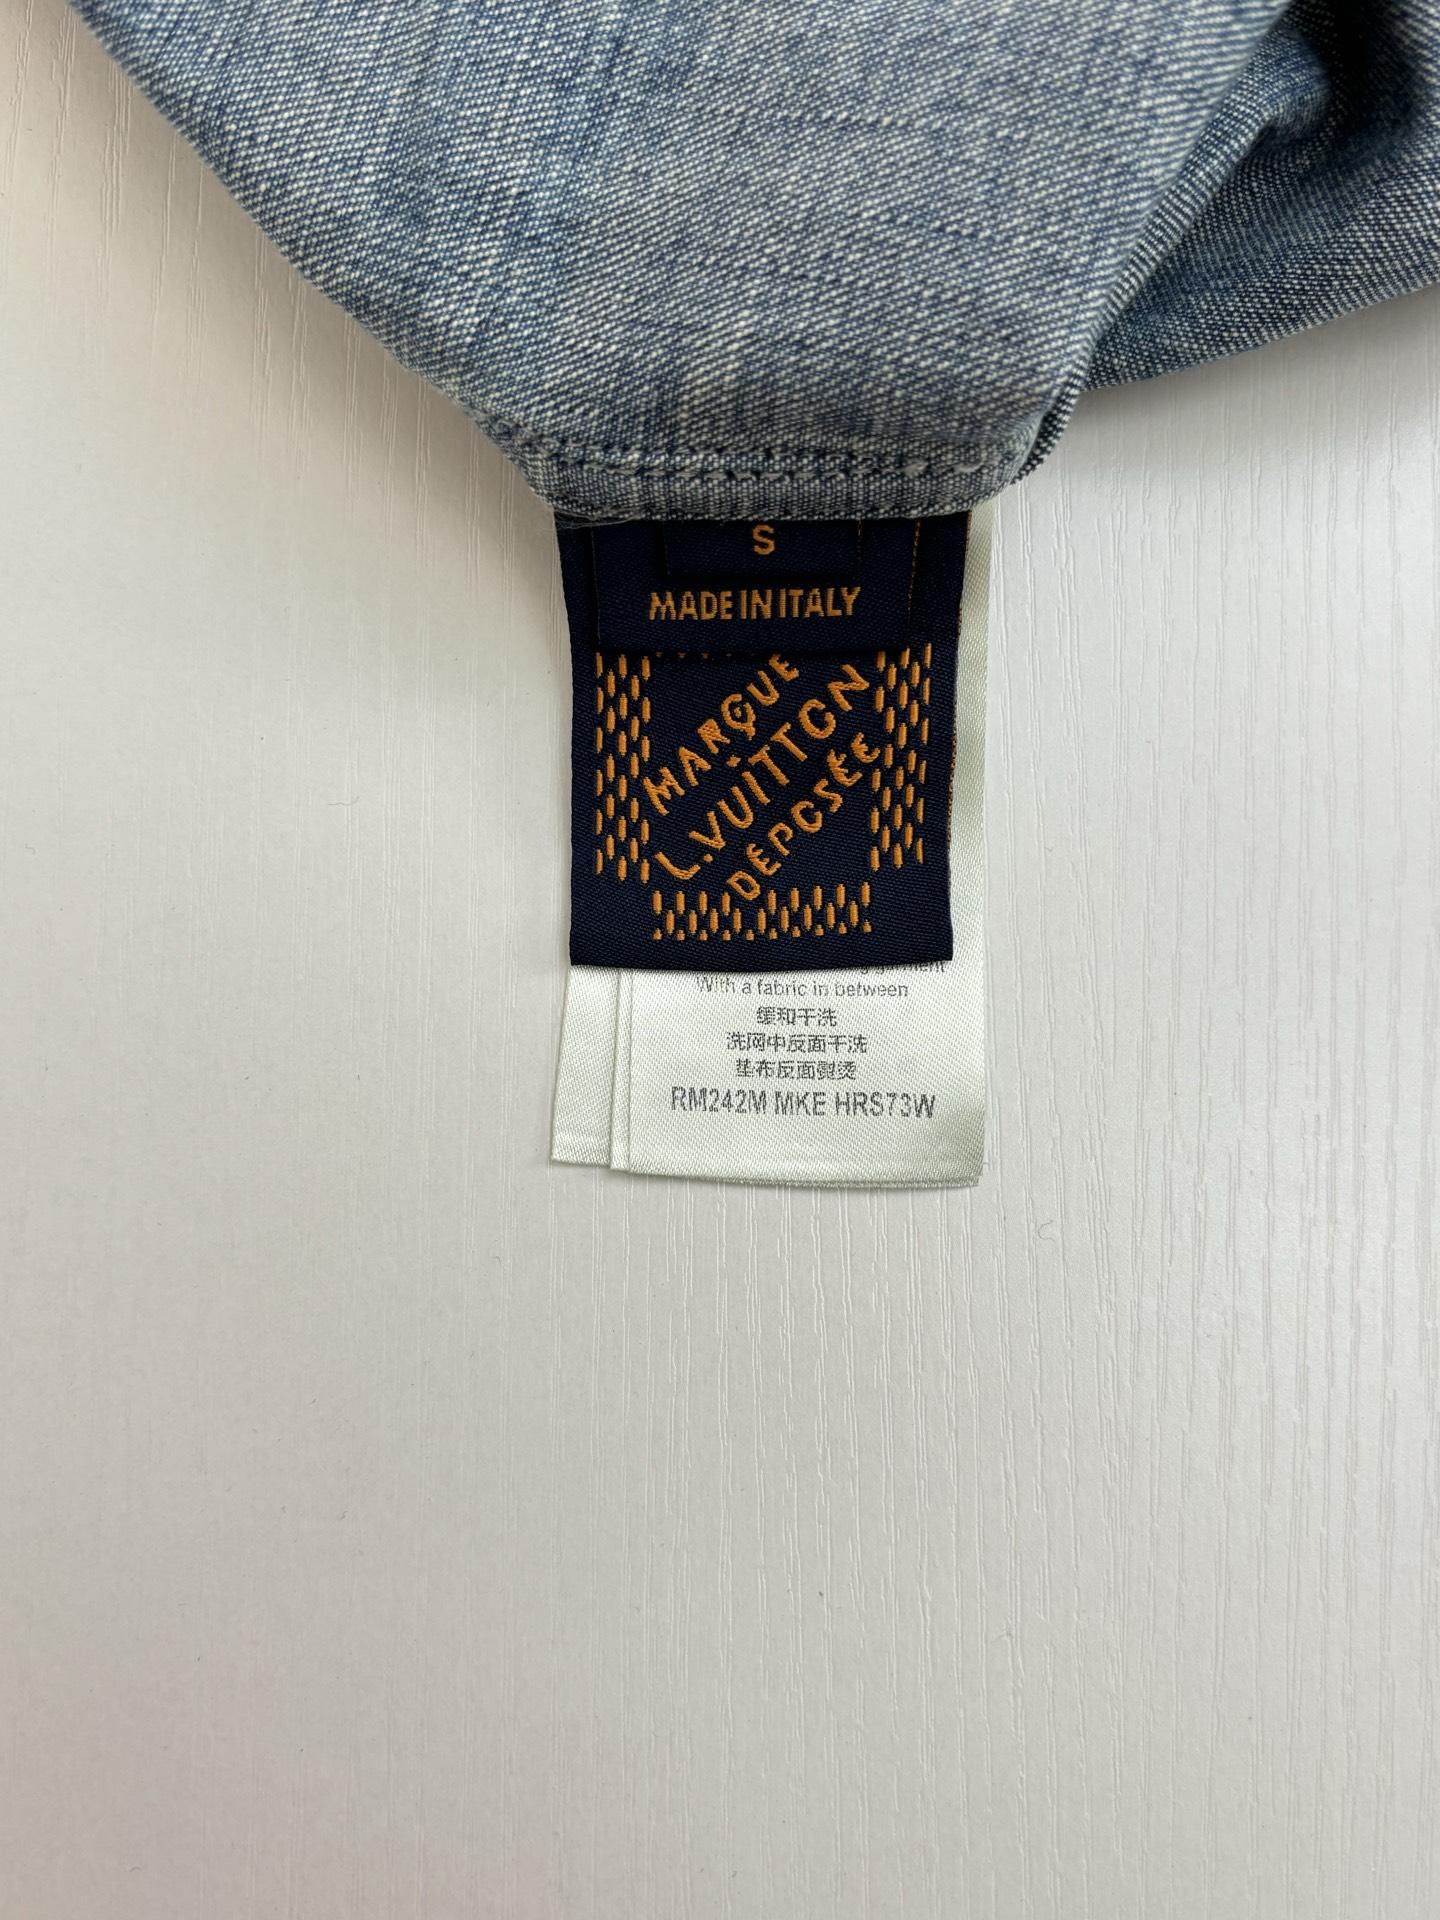 S
MADE IN ITALY
MARQUE
L.VUITTON
DÉPOSÉE
garment
With a fabric in between
缓和干洗
洗网中反面干洗
垫布反面熨烫
RM242M MKE HRS73W